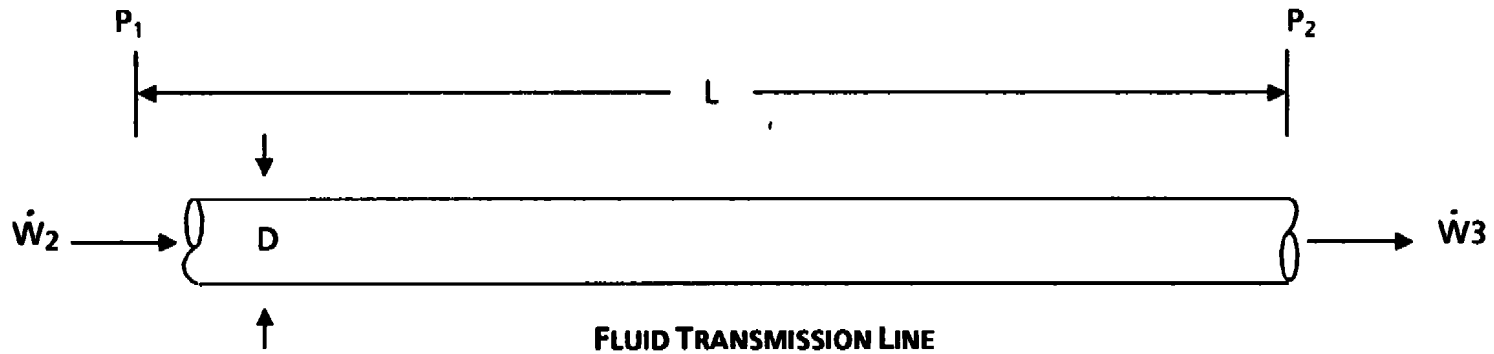 P₁ P₂
L
Ẇ₂ D Ẇ3
FLUID TRANSMISSION LINE